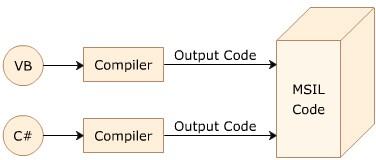 VB
Compiler
Output Code
MSIL
Code
C#
Compiler
Output Code